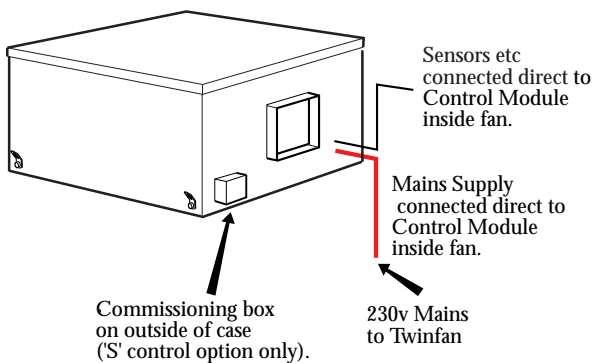 Sensors etc
connected direct to
Control Module
inside fan.
Mains Supply
connected direct to
Control Module
inside fan.
Commissioning box
on outside of case
('S' control option only).
230v Mains
to Twinfan